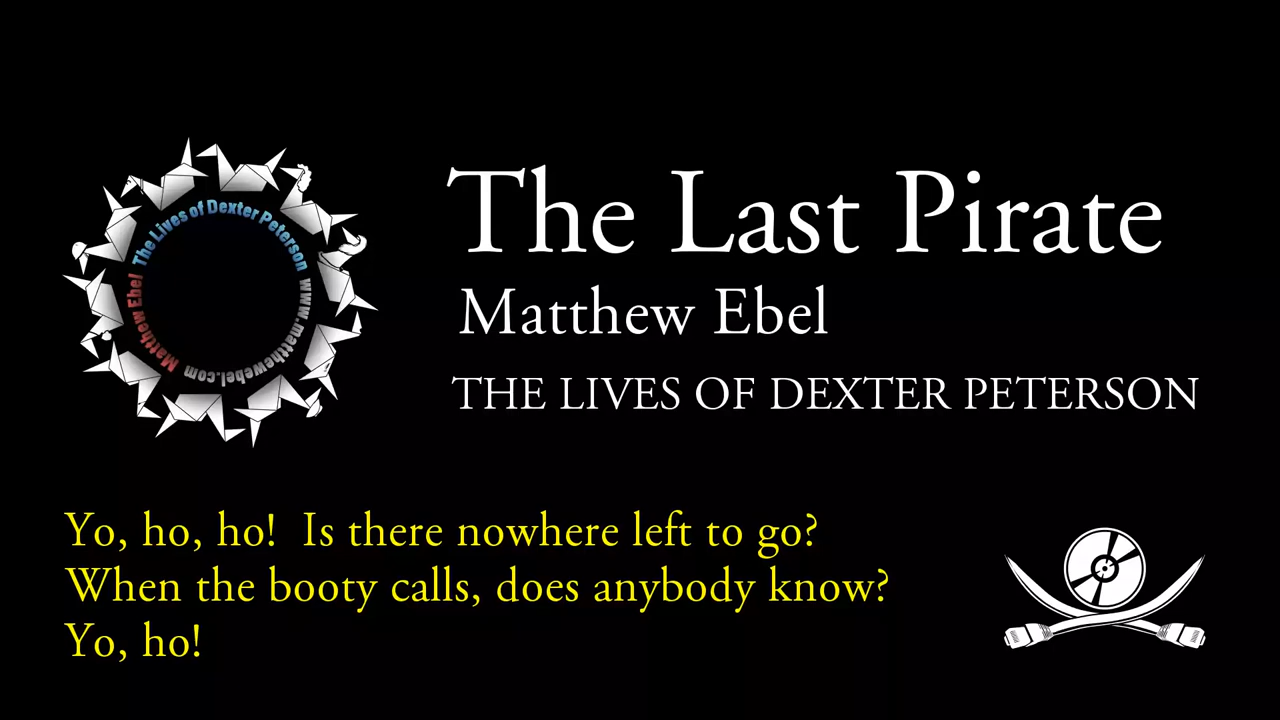 The Lives of Dexter Peterson
www.matthewebel.com
Matthew Ebel
The Last Pirate
Matthew Ebel
THE LIVES OF DEXTER PETERSON
Yo, ho, ho!  Is there nowhere left to go?
When the booty calls, does anybody know?
Yo, ho!